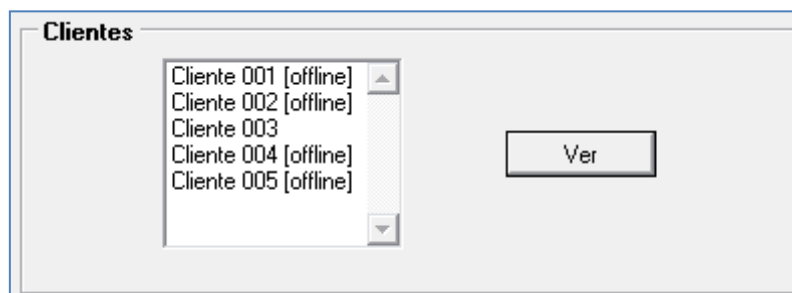 Clientes
Cliente 001 [offline]
Cliente 002 [offline]
Cliente 003
Cliente 004 [offline]
Cliente 005 [offline]
Ver